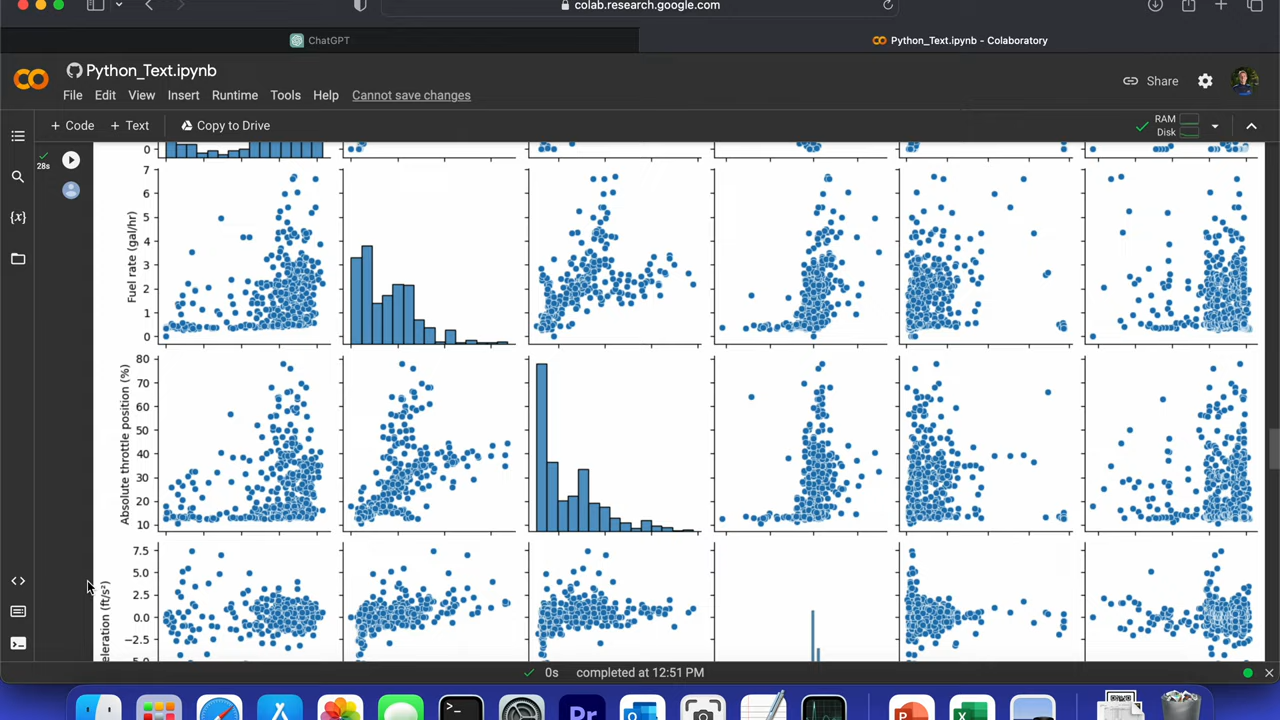 colab.research.google.com
ChatGPT
Python_Text.ipynb - Colaboratory
Python_Text.ipynb
Share
File Edit View Insert Runtime Tools Help Cannot save changes
+ Code + Text Copy to Drive
RAM
Disk
28s
{x}
0
7
6
5
4
3
2
1
0
Fuel rate (gal/hr)
80
70
60
50
40
30
20
10
Absolute throttle position (%)
7.5
5.0
2.5
0.0
−2.5
eleration (ft/s²)
0s completed at 12:51 PM